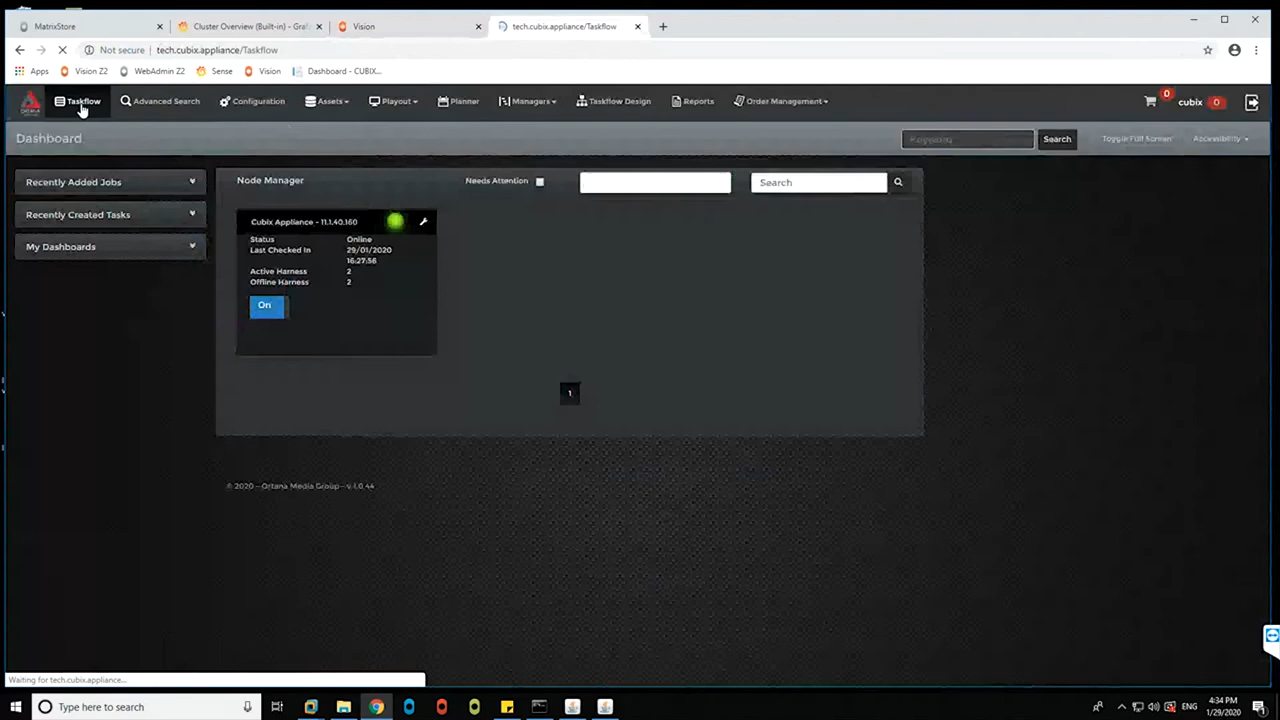 MatrixStore
Cluster Overview (Built-in) - Graf
Vision
tech.cubix.appliance/Taskflow
Not secure | tech.cubix.appliance/Taskflow
Apps
Vision Z2
WebAdmin Z2
Sense
Vision
Dashboard - CUBIX...
Taskflow
Advanced Search
Configuration
Assets
Playout
Planner
Managers
Taskflow Design
Reports
Order Management
0
cubix 0
Dashboard
Search
Toggle Full Screen
Accessibility
Recently Added Jobs
Recently Created Tasks
My Dashboards
Node Manager
Needs Attention
Search
Cubix Appliance - 11.1.40.160
Status Online
Last Checked In 29/01/2020
16:27:56
Active Harness 2
Offline Harness 2
On
1
© 2020 - Ortana Media Group - v 1.0.44
Waiting for tech.cubix.appliance...
Type here to search
ENG
4:34 PM
1/29/2020
1